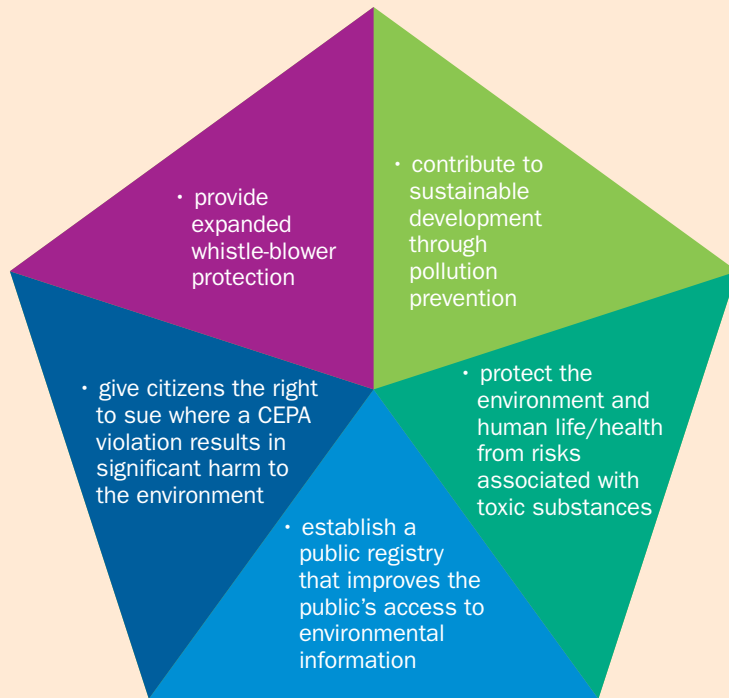 · provide
expanded
whistle-blower
protection
· contribute to
sustainable
development
through
pollution
prevention
· give citizens the right
to sue where a CEPA
violation results in
significant harm to
the environment
· protect the
environment and
human life/health
from risks
associated with
toxic substances
· establish a
public registry
that improves the
public’s access to
environmental
information